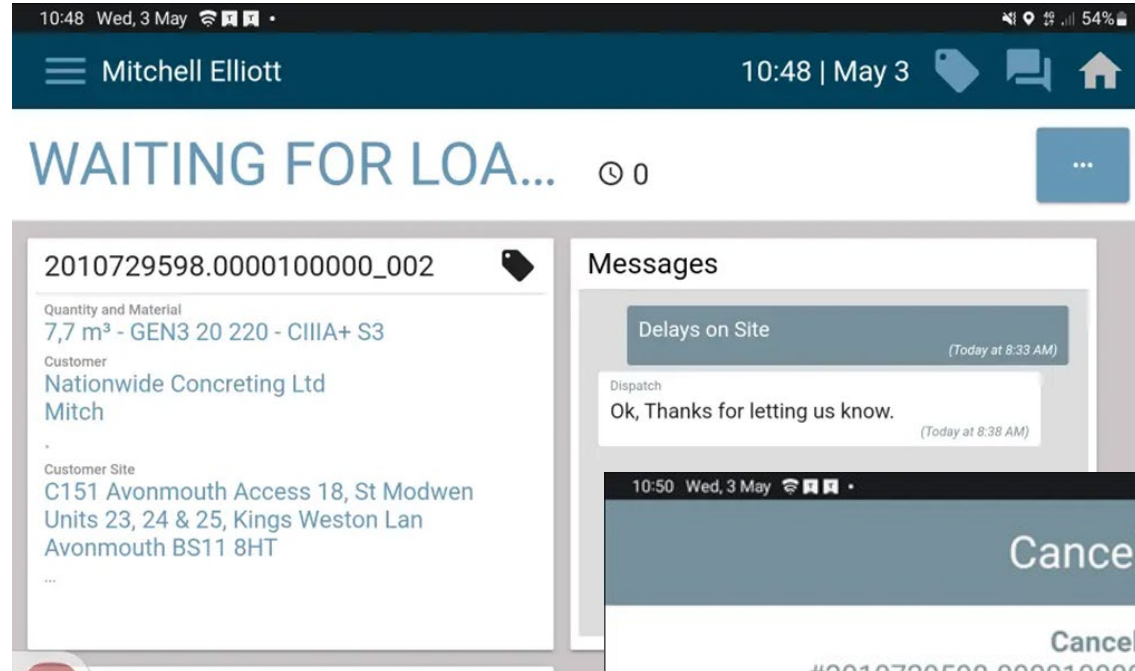 10:48 Wed, 3 May
54%
Mitchell Elliott
10:48 | May 3
WAITING FOR LOA...
0
...
2010729598.0000100000_002
Quantity and Material
7,7 m³ - GEN3 20 220 - CIIIA+ S3
Customer
Nationwide Concreting Ltd
Mitch
.
Customer Site
C151 Avonmouth Access 18, St Modwen
Units 23, 24 & 25, Kings Weston Lan
Avonmouth BS11 8HT
...
Messages
Delays on Site
(Today at 8:33 AM)
Dispatch
Ok, Thanks for letting us know.
(Today at 8:38 AM)
10:50 Wed, 3 May
Cance
Cancel